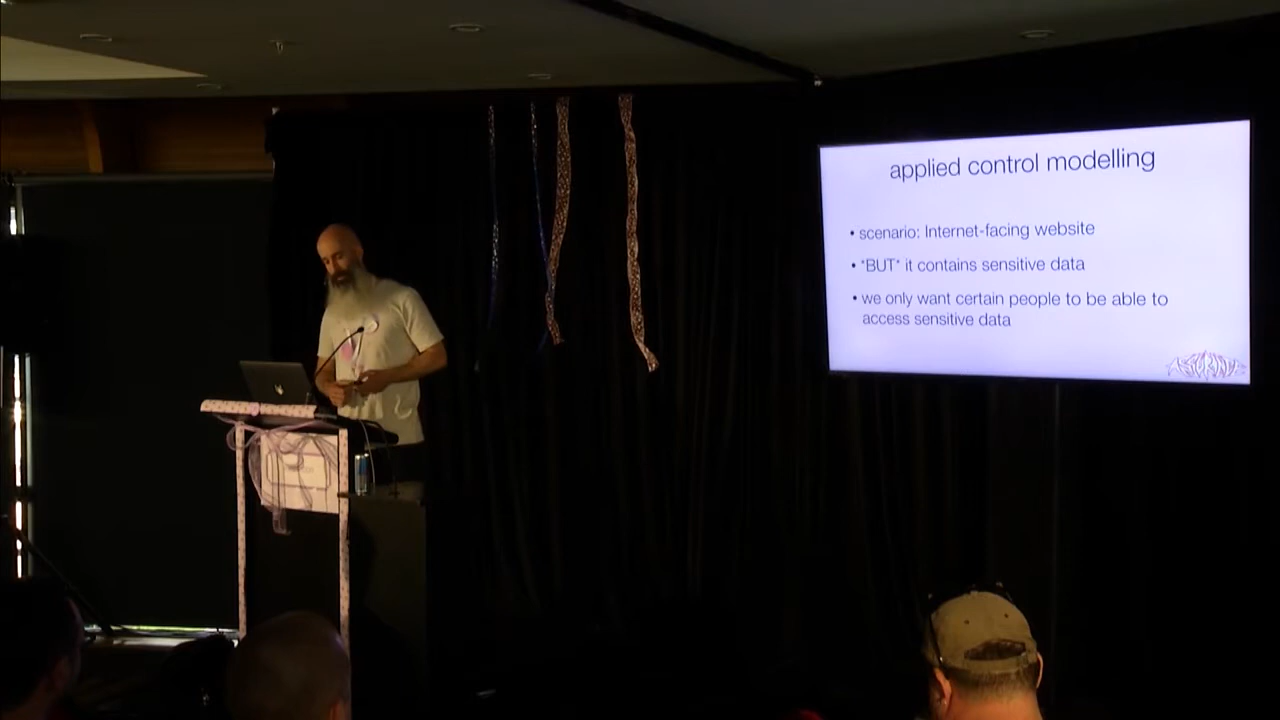 applied control modelling
• scenario: Internet-facing website
• *BUT* it contains sensitive data
• we only want certain people to be able to
access sensitive data